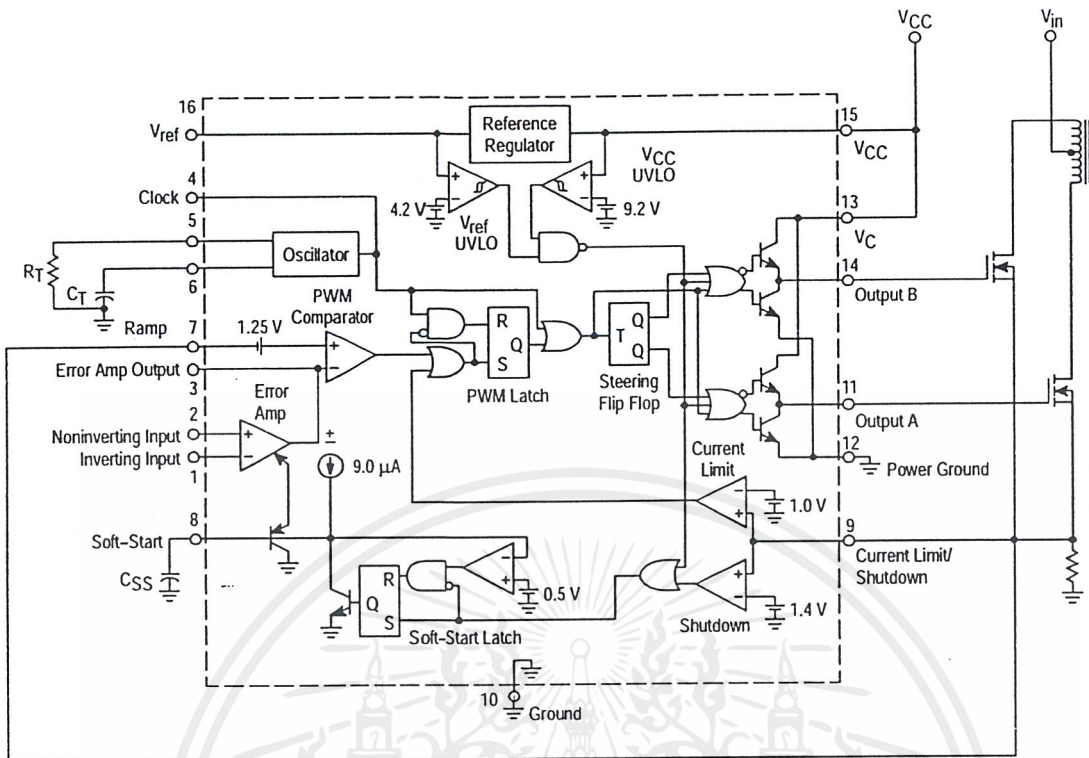 VCC
Vin
16
Vref
Reference
Regulator
15
VCC
VCC
UVLO
4
Clock
4.2 V
Vref
UVLO
9.2 V
13
VC
5
Oscillator
RT
CT
6
14
Output B
PWM
Comparator
Ramp
7
1.25 V
R
Q
S
PWM Latch
T
Q
Q
Steering
Flip Flop
Error Amp Output
3
Error
Amp
2
Noninverting Input
Inverting Input
1
11
Output A
12
Power Ground
Current
Limit
9.0 µA
1.0 V
8
Soft-Start
CSS
9
Current Limit/
Shutdown
0.5 V
R
Q
S
Soft-Start Latch
1.4 V
Shutdown
10
Ground
+
−
+
−
+
−
+
−
±
+
−
+
−
−
+
−
+